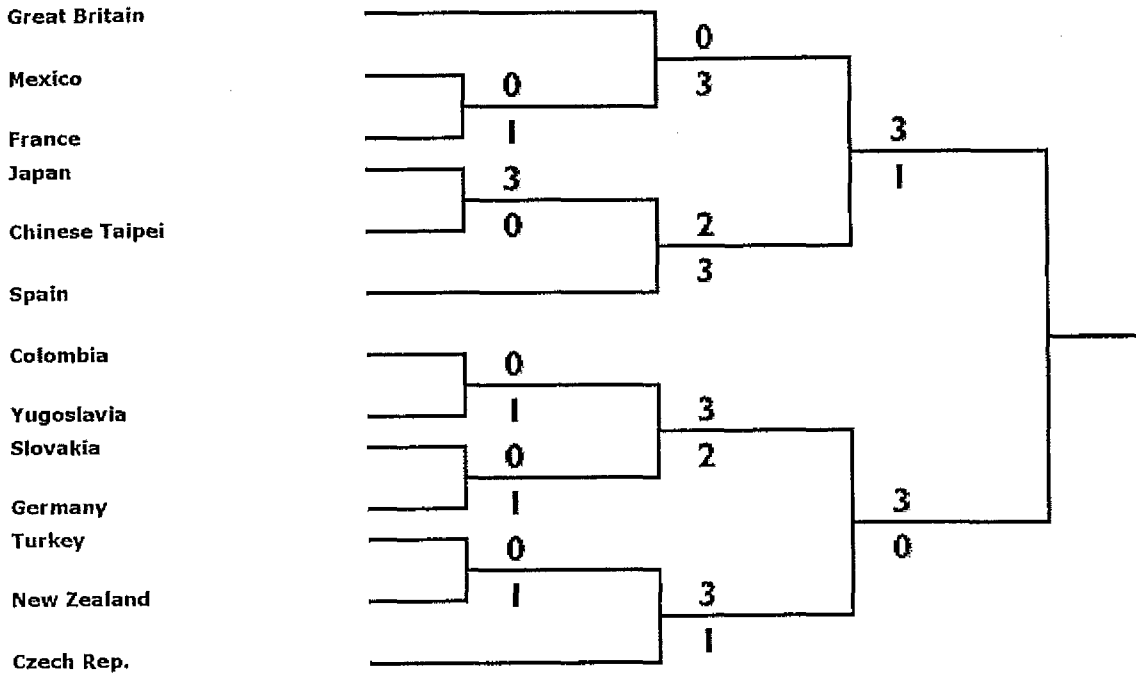 Great Britain
0
Mexico
0
3
France
1
3
Japan
3
1
Chinese Taipei
0
2
3
Spain
Colombia
0
Yugoslavia
1
3
Slovakia
0
2
Germany
1
3
Turkey
0
0
New Zealand
1
3
1
Czech Rep.